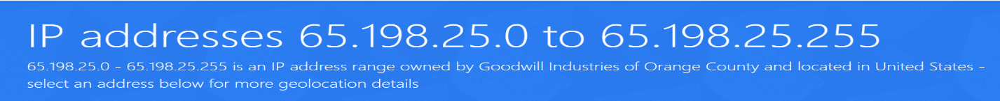 IP addresses 65.198.25.0 to 65.198.25.255
65.198.25.0 - 65.198.25.255 is an IP address range owned by Goodwill Industries of Orange County and located in United States -
select an address below for more geolocation details